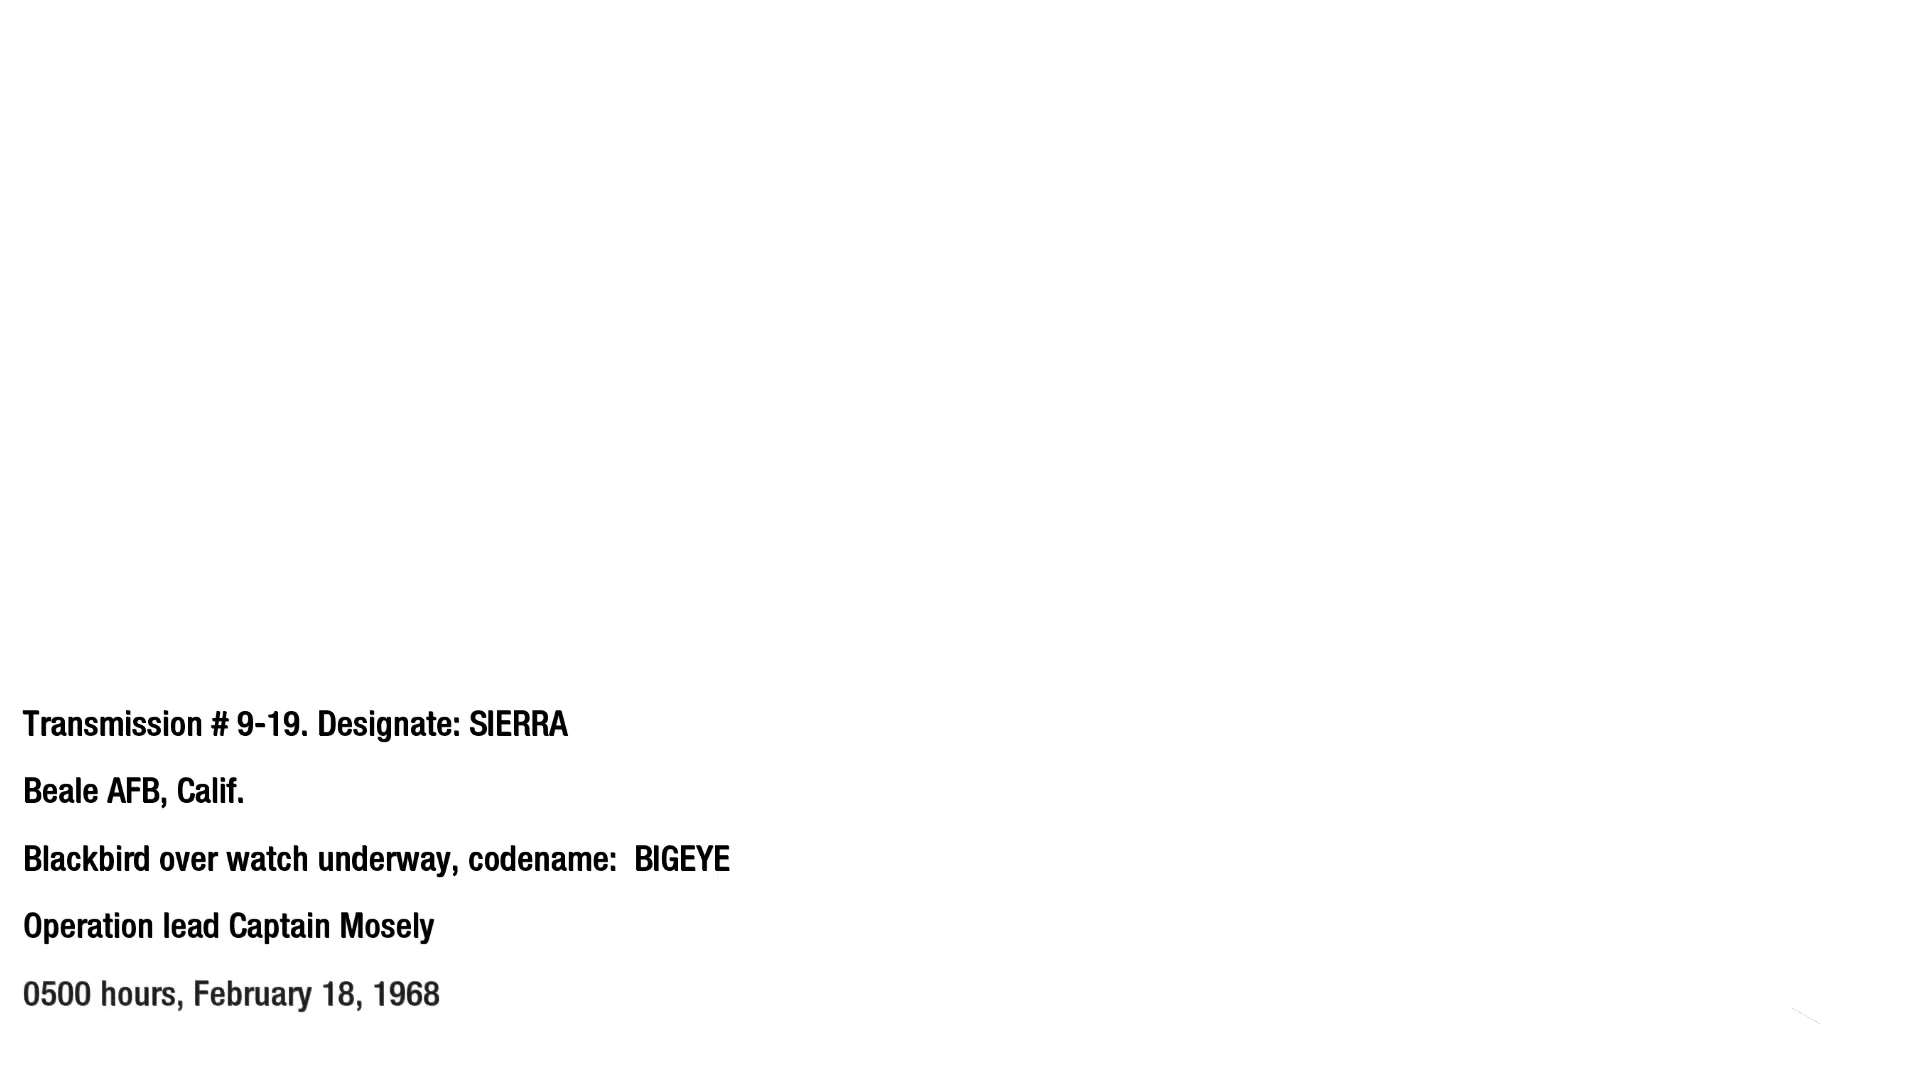 Transmission # 9-19. Designate: SIERRA
Beale AFB, Calif.
Blackbird over watch underway, codename:  BIGEYE
Operation lead Captain Mosely
0500 hours, February 18, 1968